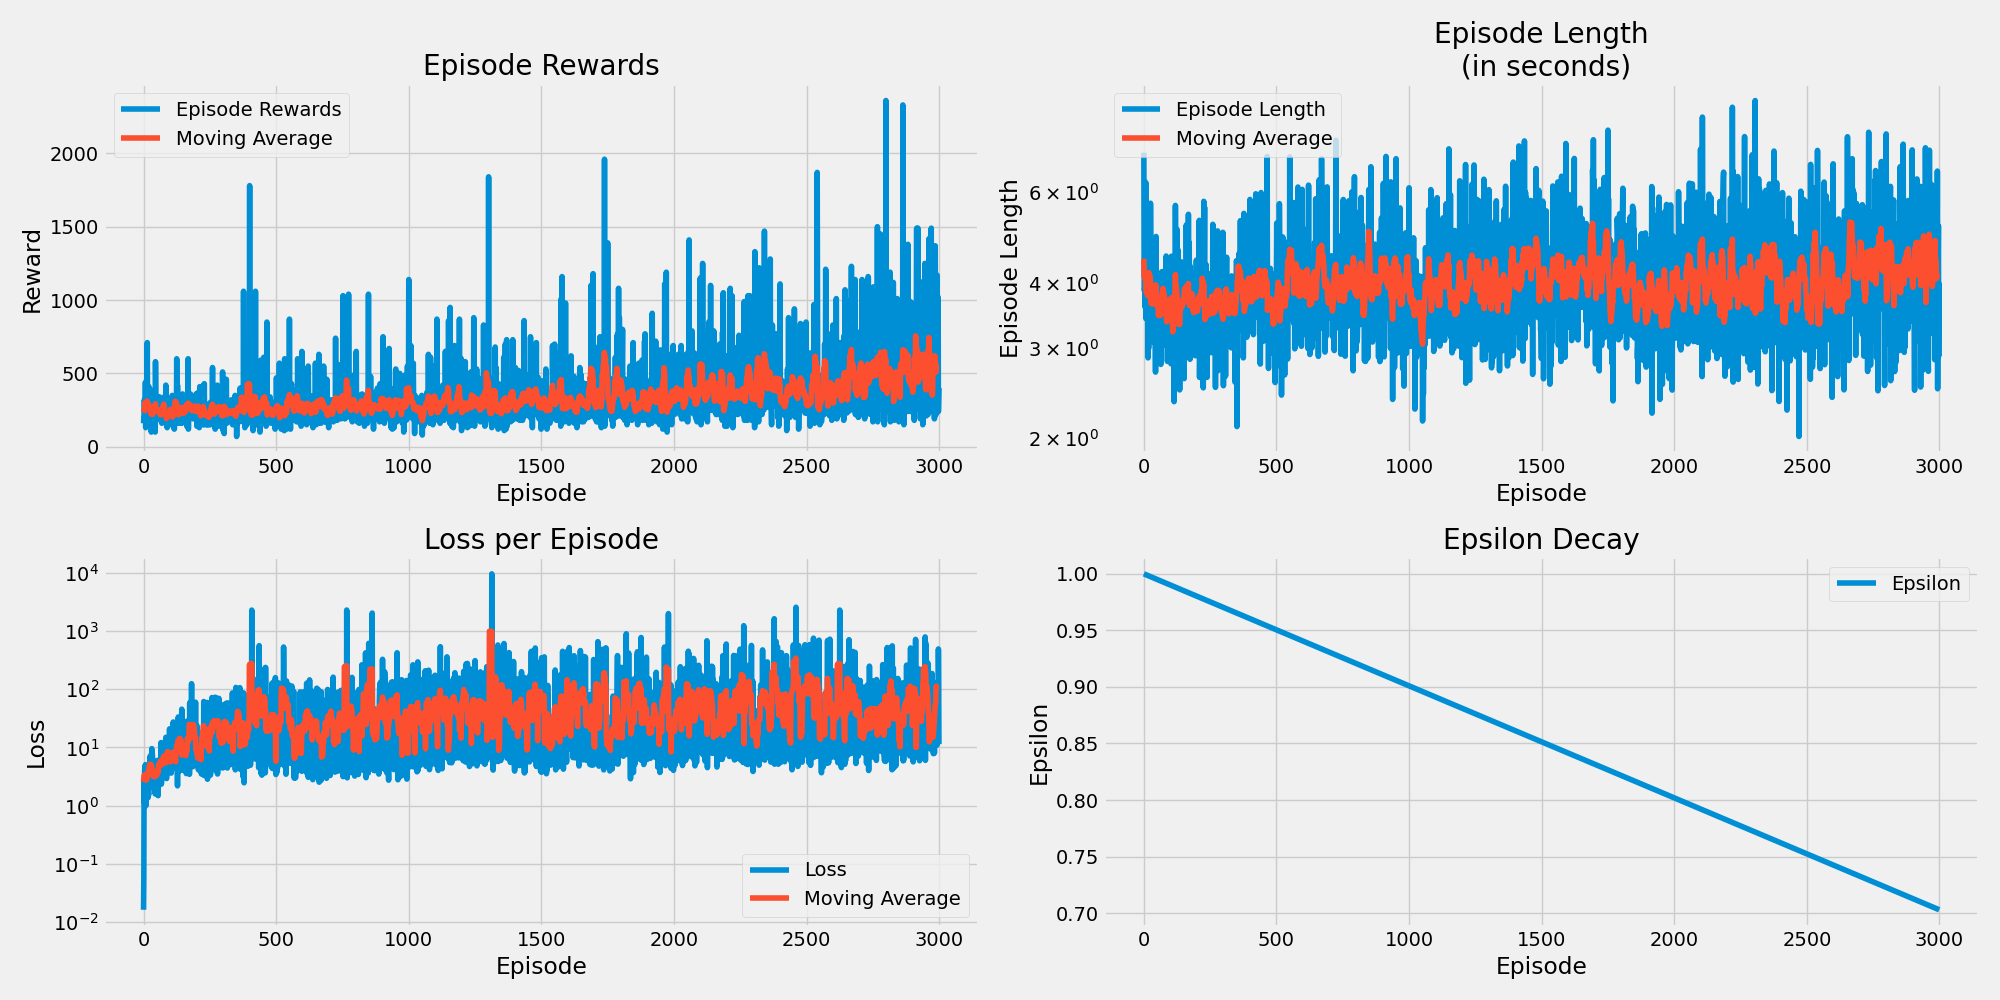 Episode Rewards
Episode Rewards
Moving Average
2000
1500
1000
500
0
Reward
0 500 1000 1500 2000 2500 3000
Episode
Episode Length
(in seconds)
Episode Length
Moving Average
6 × 10⁰
4 × 10⁰
3 × 10⁰
2 × 10⁰
Episode Length
0 500 1000 1500 2000 2500 3000
Episode
Loss per Episode
10⁴
10³
10²
10¹
10⁰
10⁻¹
10⁻²
Loss
Loss
Moving Average
0 500 1000 1500 2000 2500 3000
Episode
Epsilon Decay
Epsilon
1.00
0.95
0.90
0.85
0.80
0.75
0.70
Epsilon
0 500 1000 1500 2000 2500 3000
Episode